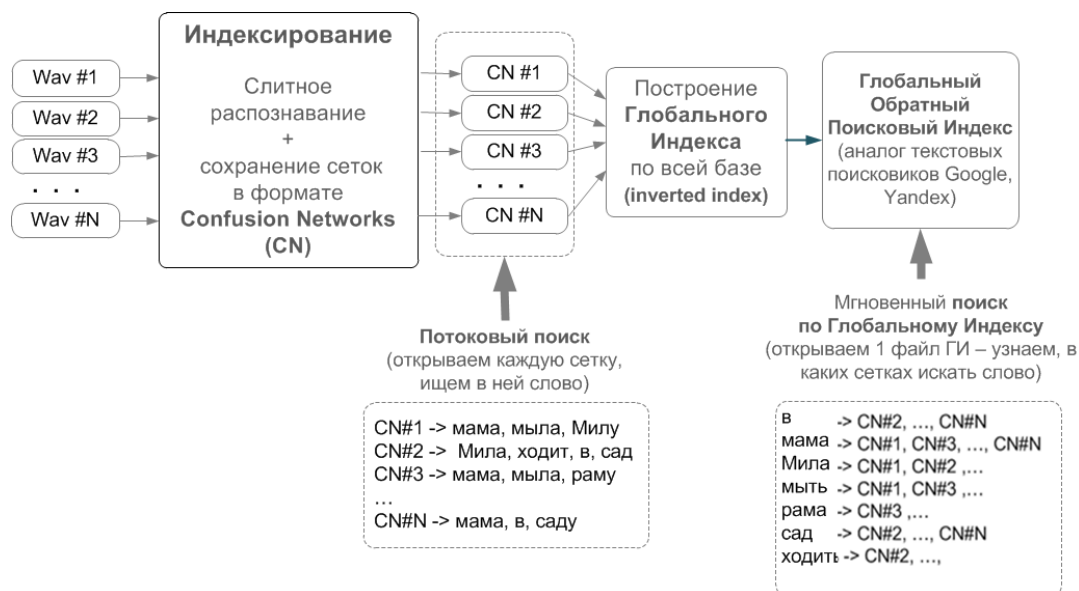 Wav #1
Wav #2
Wav #3
. . .
Wav #N
Индексирование
Слитное
распознавание
+
сохранение сеток
в формате
Confusion Networks
(CN)
CN #1
CN #2
CN #3
. . .
CN #N
Построение
Глобального
Индекса
по всей базе
(inverted index)
Глобальный
Обратный
Поисковый Индекс
(аналог текстовых
поисковиков Google,
Yandex)
Потоковый поиск
(открываем каждую сетку,
ищем в ней слово)
CN#1 -> мама, мыла, Милу
CN#2 -> Мила, ходит, в, сад
CN#3 -> мама, мыла, раму
...
CN#N -> мама, в, саду
Мгновенный поиск
по Глобальному Индексу
(открываем 1 файл ГИ – узнаем, в
каких сетках искать слово)
в -> CN#2, ..., CN#N
мама -> CN#1, CN#3, ..., CN#N
Мила -> CN#1, CN#2 ,...
мыть -> CN#1, CN#3 ,...
рама -> CN#3 ,...
сад -> CN#2, ..., CN#N
ходить -> CN#2, ...,